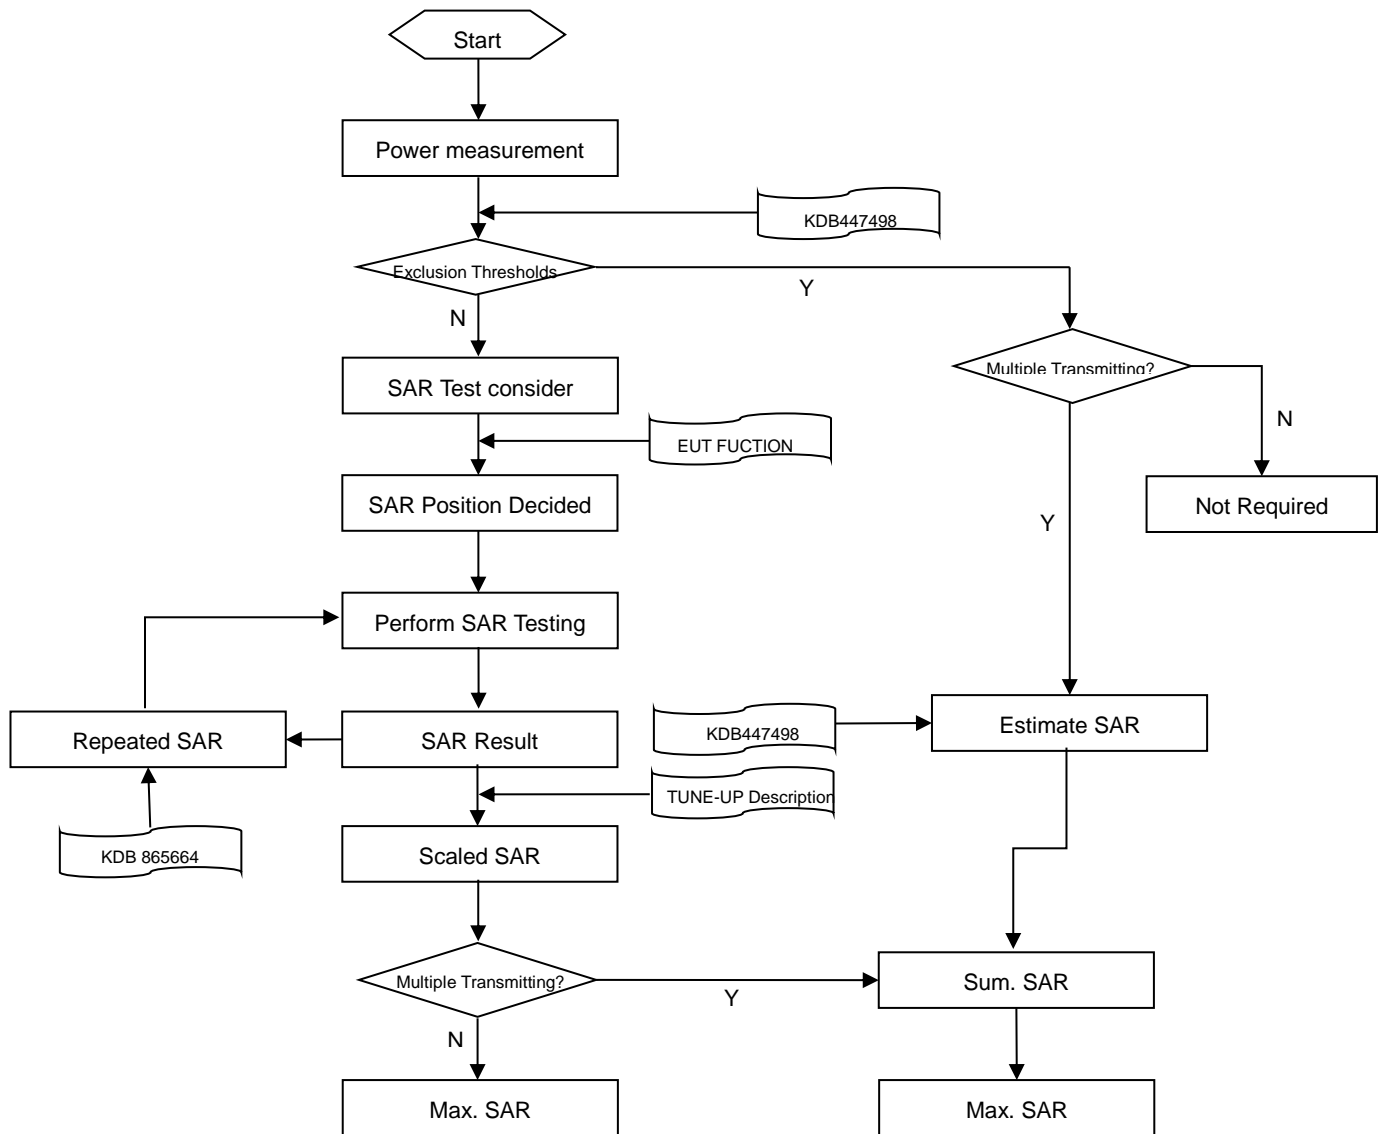 Start
Power measurement
KDB447498
Exclusion Thresholds
Y
N
Multiple Transmitting?
SAR Test consider
N
EUT FUCTION
SAR Position Decided
Not Required
Y
Perform SAR Testing
Repeated SAR
SAR Result
KDB447498
Estimate SAR
TUNE-UP Description
KDB 865664
Scaled SAR
Multiple Transmitting?
Y
Sum. SAR
N
Max. SAR
Max. SAR